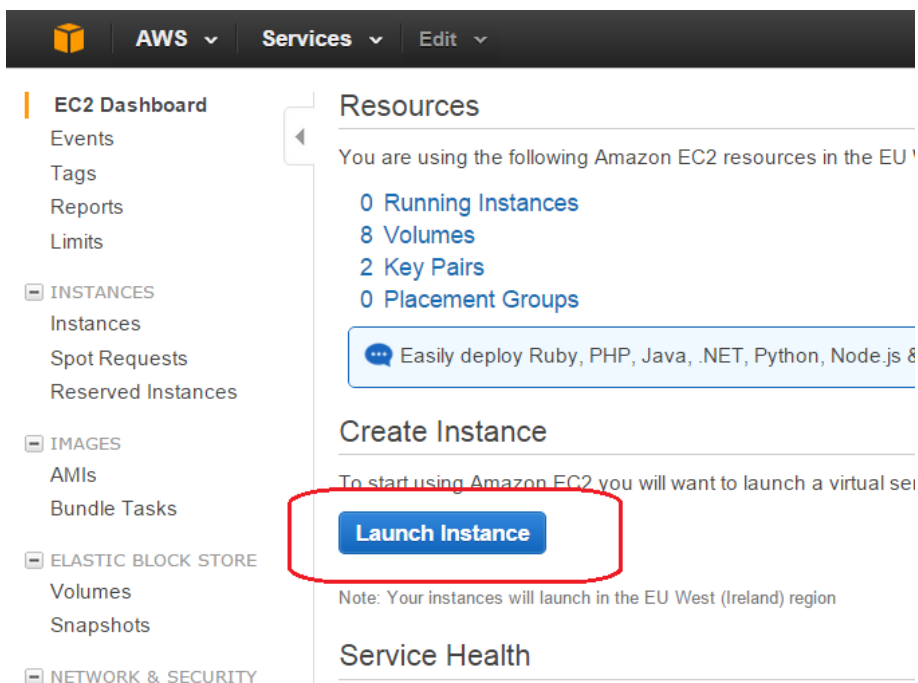 AWS Services Edit
EC2 Dashboard
Events
Tags
Reports
Limits
INSTANCES
Instances
Spot Requests
Reserved Instances
IMAGES
AMIs
Bundle Tasks
ELASTIC BLOCK STORE
Volumes
Snapshots
NETWORK & SECURITY
Resources
You are using the following Amazon EC2 resources in the EU
0 Running Instances
8 Volumes
2 Key Pairs
0 Placement Groups
Easily deploy Ruby, PHP, Java, .NET, Python, Node.js &
Create Instance
To start using Amazon EC2 you will want to launch a virtual
Launch Instance
Note: Your instances will launch in the EU West (Ireland) region
Service Health